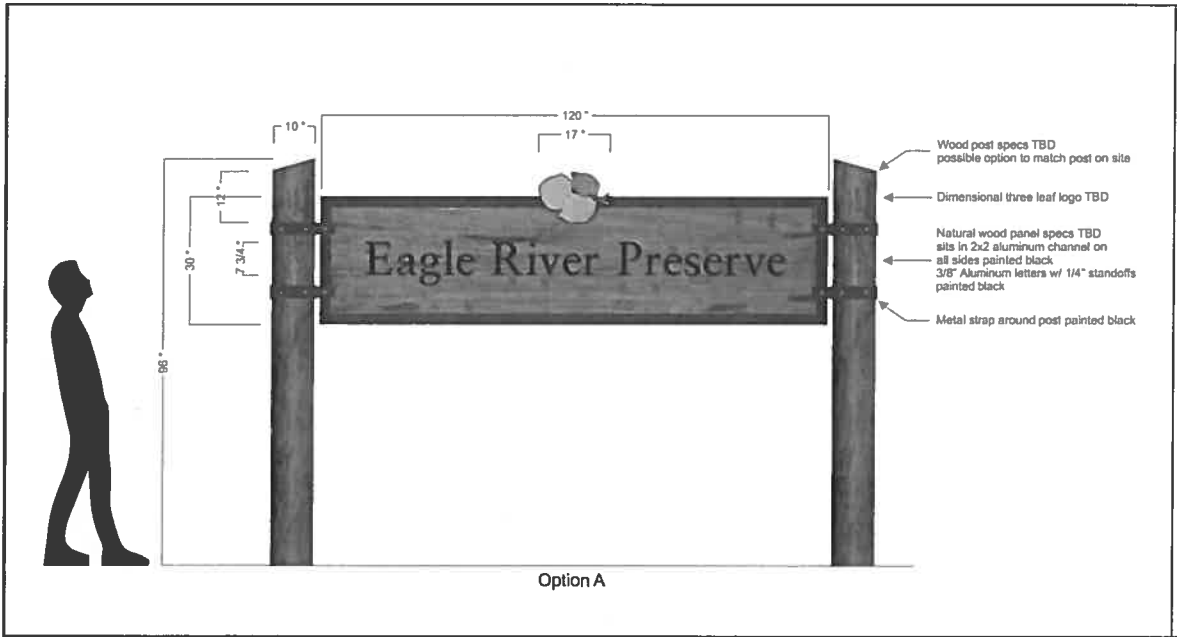 120 "
10 "
17 "
Wood post specs TBD
possible option to match post on site
12 "
Dimensional three leaf logo TBD
Natural wood panel specs TBD
sits in 2x2 aluminum channel on
all sides painted black
3/8" Aluminum letters w/ 1/4" standoffs
painted black
Eagle River Preserve
30 "
7 3/4 "
Metal strap around post painted black
96 "
Option A